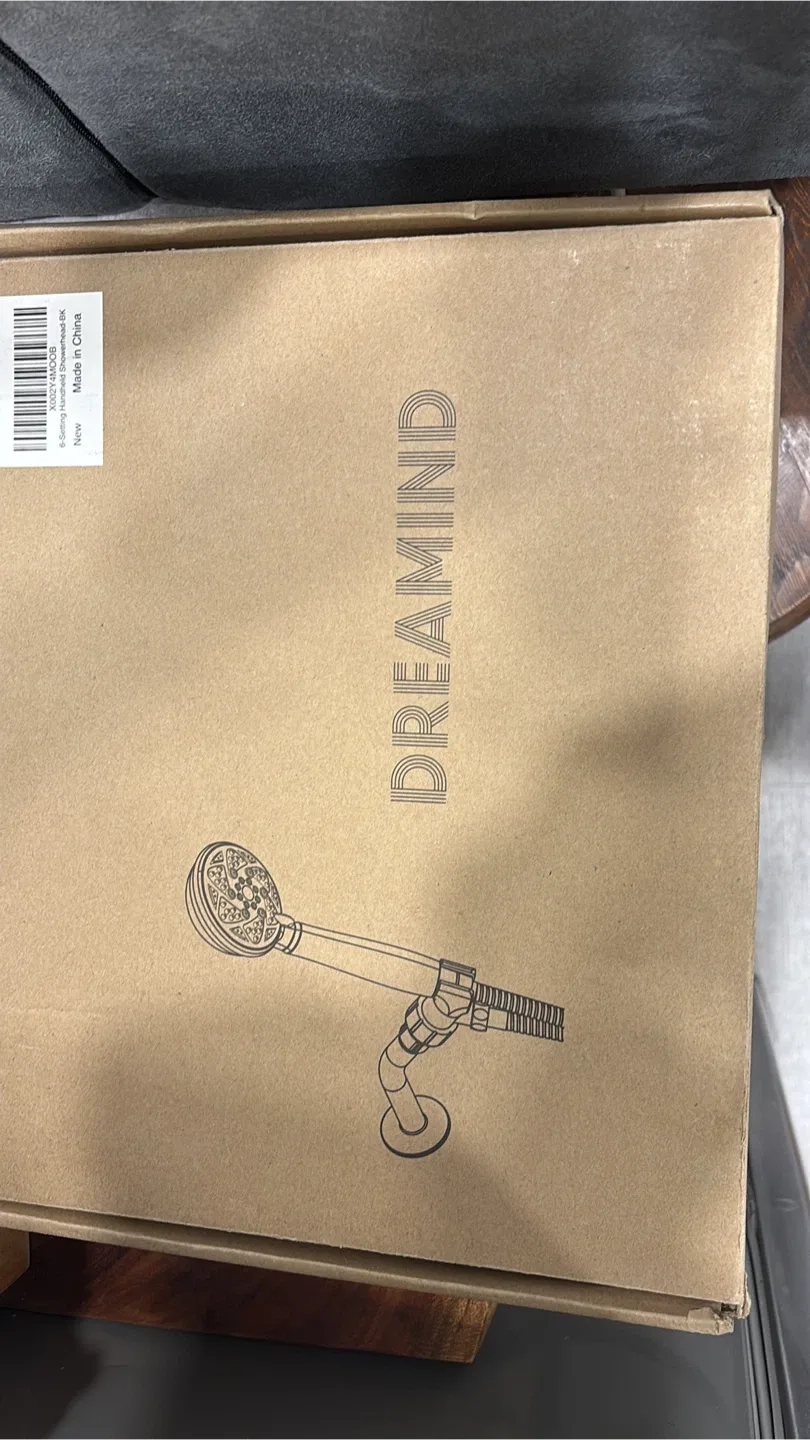 X002Y4MOOB
6-Setting Handheld Showerhead-BK
New Made in China
DREAMIND